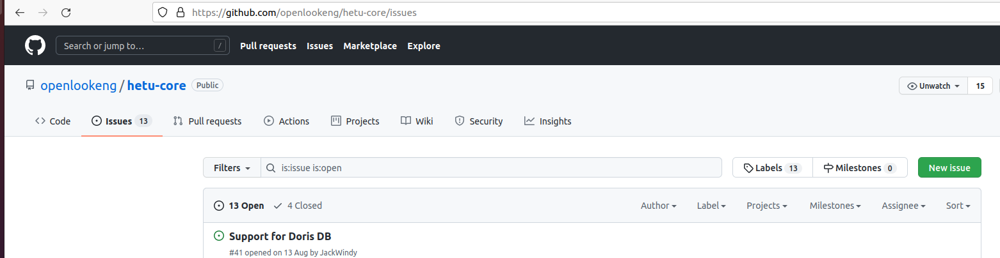 https://github.com/openlookeng/hetu-core/issues
Search or jump to… / Pull requests Issues Marketplace Explore
openlookeng / hetu-core Public Unwatch 15
Code Issues 13 Pull requests Actions Projects Wiki Security Insights
Filters is:issue is:open Labels 13 Milestones 0 New issue
13 Open 4 Closed Author Label Projects Milestones Assignee Sort
Support for Doris DB
#41 opened on 13 Aug by JackWindy